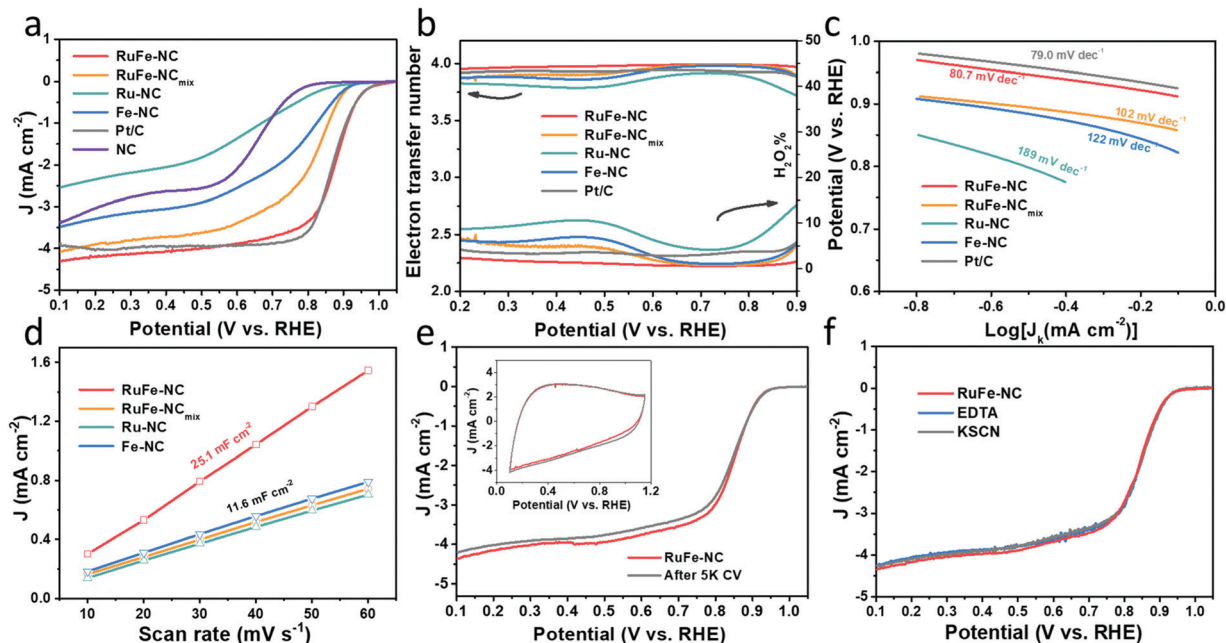 a
RuFe-NC
RuFe-NCmix
Ru-NC
Fe-NC
Pt/C
NC
J (mA cm-2)
1
0
-1
-2
-3
-4
-5
0.1 0.2 0.3 0.4 0.5 0.6 0.7 0.8 0.9 1.0
Potential (V vs. RHE)
b
Electron transfer number
4.0
3.5
3.0
2.5
2.0
RuFe-NC
RuFe-NCmix
Ru-NC
Fe-NC
Pt/C
H2O2%
50
40
30
20
10
0
0.2 0.3 0.4 0.5 0.6 0.7 0.8 0.9
Potential (V vs. RHE)
c
Potential (V vs. RHE)
1.0
0.9
0.8
0.7
0.6
79.0 mV dec-1
80.7 mV dec-1
102 mV dec-1
122 mV dec-1
189 mV dec-1
RuFe-NC
RuFe-NCmix
Ru-NC
Fe-NC
Pt/C
-0.8 -0.6 -0.4 -0.2 0.0
Log[Jk(mA cm-2)]
d
J (mA cm-2)
1.6
1.2
0.8
0.4
0.0
RuFe-NC
RuFe-NCmix
Ru-NC
Fe-NC
25.1 mF cm-2
11.6 mF cm-2
10 20 30 40 50 60
Scan rate (mV s-1)
e
J (mA cm-2)
1
0
-1
-2
-3
-4
-5
J (mA cm-2)
4
2
0
-2
-4
0.0 0.4 0.8 1.2
Potential (V vs. RHE)
RuFe-NC
After 5K CV
0.1 0.2 0.3 0.4 0.5 0.6 0.7 0.8 0.9 1.0
Potential (V vs. RHE)
f
J (mA cm-2)
1
0
-1
-2
-3
-4
-5
RuFe-NC
EDTA
KSCN
0.1 0.2 0.3 0.4 0.5 0.6 0.7 0.8 0.9 1.0
Potential (V vs. RHE)